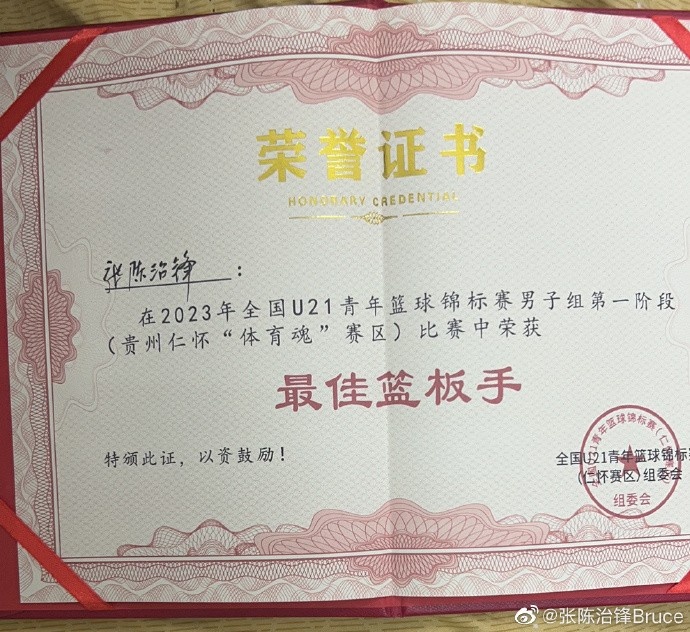 荣誉证书
HONORARY CREDENTIAL
张陈治锋：
在2023年全国U21青年篮球锦标赛男子组第一阶段
（贵州仁怀“体育魂”赛区）比赛中荣获
最佳篮板手
特颁此证，以资鼓励！
全国U21青年篮球锦标赛
(仁怀赛区)组委会
组委会
@张陈治锋Bruce